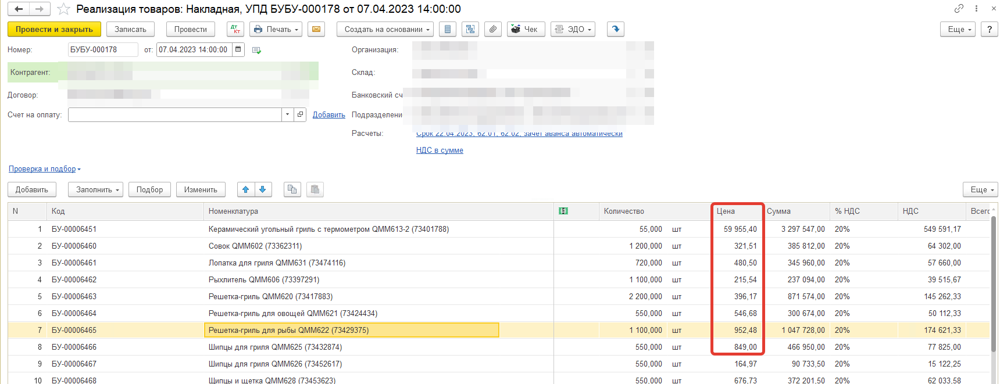 Реализация товаров: Накладная, УПД БУБУ-000178 от 07.04.2023 14:00:00
Провести и закрыть Записать Провести Дт Кт Печать Создать на основании Чек ЭДО Еще ?
Номер: БУБУ-000178 от: 07.04.2023 14:00:00 Организация:
Контрагент: Склад:
Договор: Банковский сч
Счет на оплату: Добавить Подразделени
Расчеты: Срок 22.04.2023, 62.01, 62.02, зачет аванса автоматически
НДС в сумме
Проверка и подбор
Добавить Заполнить Подбор Изменить Еще
N Код Номенклатура Количество Цена Сумма % НДС НДС Всего
1 БУ-00006451 Керамический угольный гриль с термометром QMM613-2 (73401788) 55,000 шт 59 955,40 3 297 547,00 20% 549 591,17
2 БУ-00006460 Совок QMM602 (73362311) 1 200,000 шт 321,51 385 812,00 20% 64 302,00
3 БУ-00006461 Лопатка для гриля QMM631 (73474116) 720,000 шт 480,50 345 960,00 20% 57 660,00
4 БУ-00006462 Рыхлитель QMM606 (73397291) 1 100,000 шт 215,54 237 094,00 20% 39 515,67
5 БУ-00006463 Решетка-гриль QMM620 (73417883) 2 200,000 шт 396,17 871 574,00 20% 145 262,33
6 БУ-00006464 Решетка-гриль для овощей QMM621 (73424434) 550,000 шт 546,68 300 674,00 20% 50 112,33
7 БУ-00006465 Решетка-гриль для рыбы QMM622 (73429375) 1 100,000 шт 952,48 1 047 728,00 20% 174 621,33
8 БУ-00006466 Шипцы для гриля QMM625 (73432874) 550,000 шт 849,00 466 950,00 20% 77 825,00
9 БУ-00006467 Шипцы для гриля QMM626 (73452617) 550,000 шт 164,97 90 733,50 20% 15 122,25
10 БУ-00006468 Щипцы и щетка QMM628 (73453623) 550,000 шт 676,73 372 201,50 20% 62 033,58